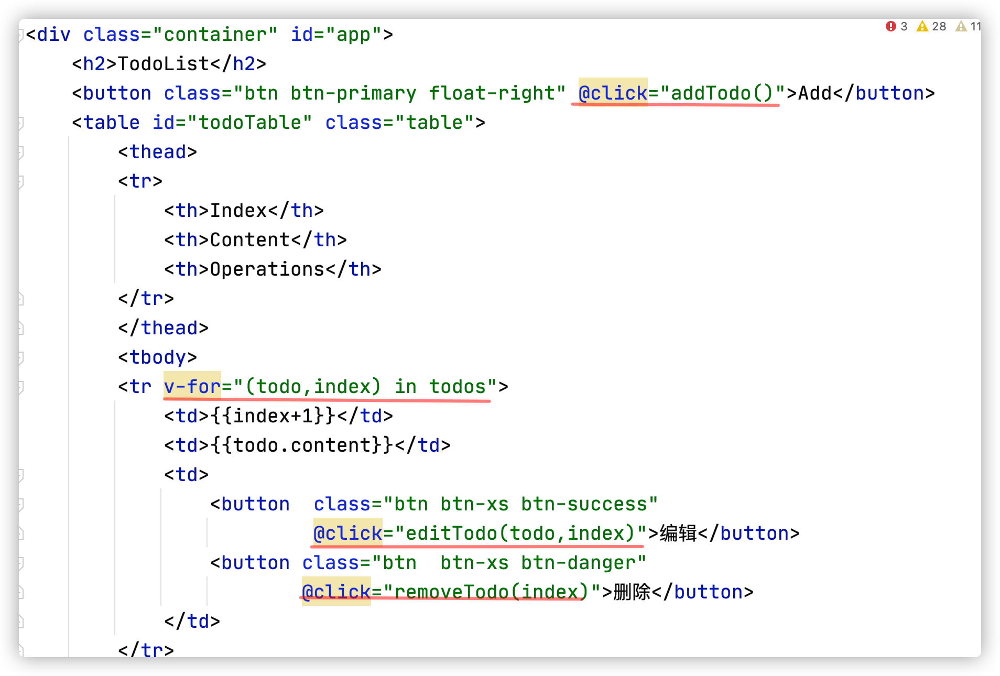 <div class="container" id="app"> 3 28 11
<h2>TodoList</h2>
<button class="btn btn-primary float-right" @click="addTodo()">Add</button>
<table id="todoTable" class="table">
<thead>
<tr>
<th>Index</th>
<th>Content</th>
<th>Operations</th>
</tr>
</thead>
<tbody>
<tr v-for="(todo,index) in todos">
<td>{{index+1}}</td>
<td>{{todo.content}}</td>
<td>
<button  class="btn btn-xs btn-success"
@click="editTodo(todo,index)">编辑</button>
<button class="btn  btn-xs btn-danger"
@click="removeTodo(index)">删除</button>
</td>
</tr>